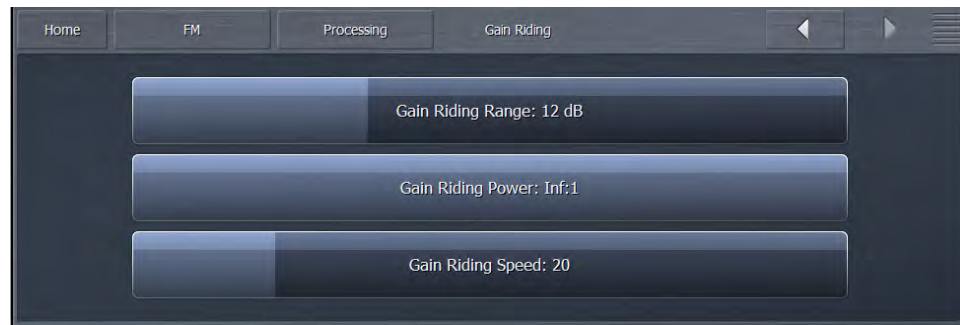 Home FM Processing Gain Riding
Gain Riding Range: 12 dB
Gain Riding Power: Inf:1
Gain Riding Speed: 20